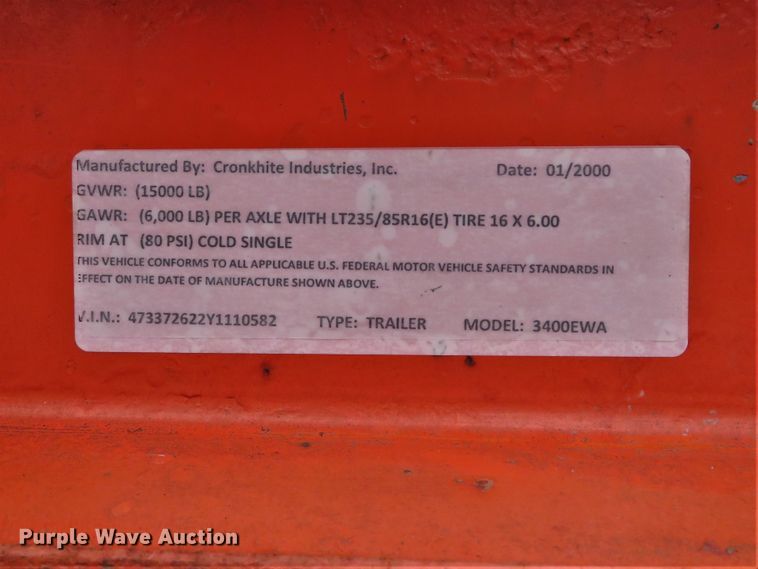 Manufactured By: Cronkhite Industries, Inc. Date: 01/2000
GVWR: (15000 LB)
GAWR: (6,000 LB) PER AXLE WITH LT235/85R16(E) TIRE 16 X 6.00
RIM AT (80 PSI) COLD SINGLE
THIS VEHICLE CONFORMS TO ALL APPLICABLE U.S. FEDERAL MOTOR VEHICLE SAFETY STANDARDS IN
EFFECT ON THE DATE OF MANUFACTURE SHOWN ABOVE.
V.I.N.: 473372622Y1110582 TYPE: TRAILER MODEL: 3400EWA
Purple Wave Auction